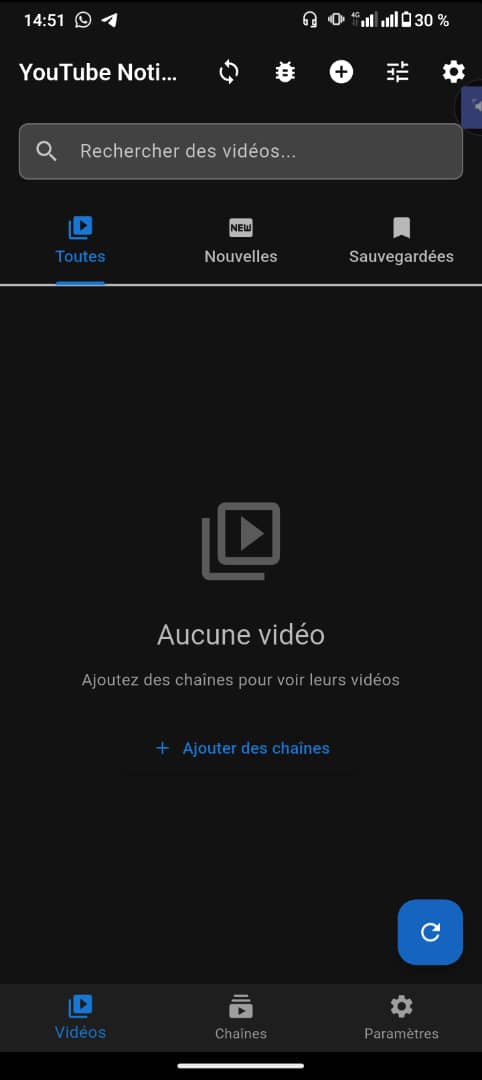 14:51 4G 30 %
YouTube Noti...
Rechercher des vidéos...
NEW
Toutes Nouvelles Sauvegardées
Aucune vidéo
Ajoutez des chaînes pour voir leurs vidéos
+ Ajouter des chaînes
Vidéos Chaînes Paramètres